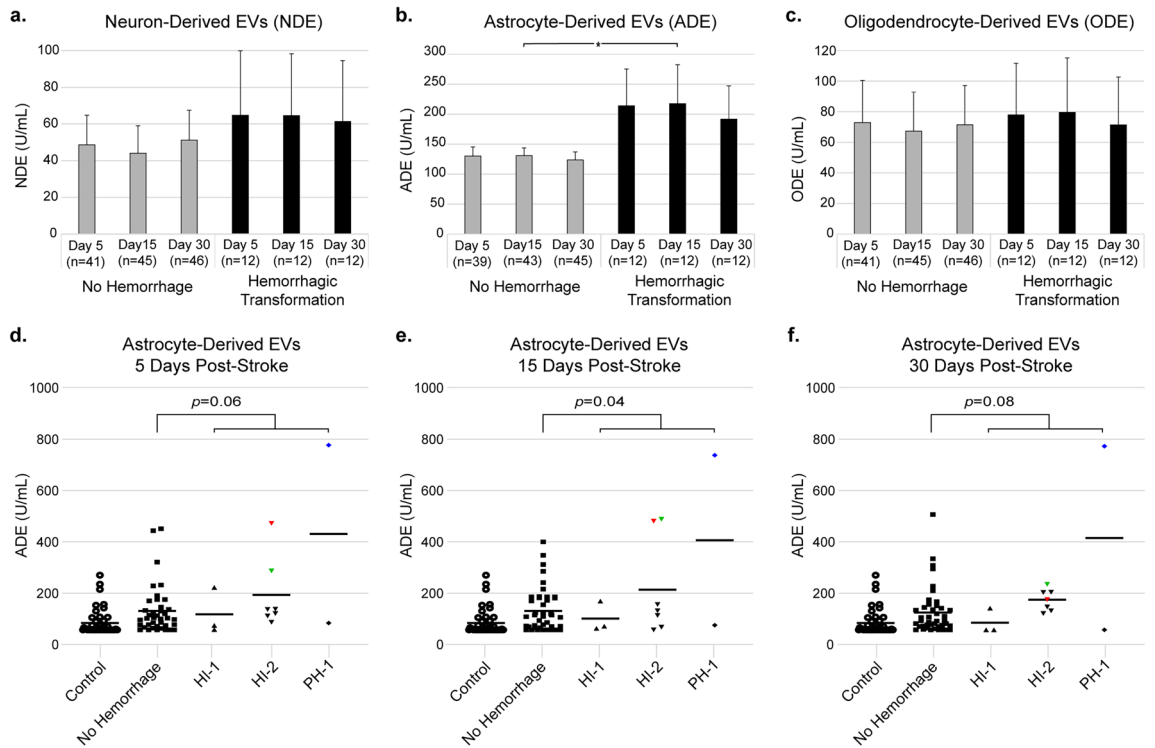 a.
Neuron-Derived EVs (NDE)
NDE (U/mL)
100
80
60
40
20
0
Day 5 Day15 Day 30 Day 5 Day 15 Day 30
(n=41) (n=45) (n=46) (n=12) (n=12) (n=12)
No Hemorrhage
Hemorrhagic
Transformation
b.
Astrocyte-Derived EVs (ADE)
ADE (U/mL)
300
250
200
150
100
50
0
*
Day 5 Day15 Day 30 Day 5 Day 15 Day 30
(n=39) (n=43) (n=45) (n=12) (n=12) (n=12)
No Hemorrhage
Hemorrhagic
Transformation
c.
Oligodendrocyte-Derived EVs (ODE)
ODE (U/mL)
120
100
80
60
40
20
0
Day 5 Day 15 Day 30 Day 5 Day 15 Day 30
(n=41) (n=45) (n=46) (n=12) (n=12) (n=12)
No Hemorrhage
Hemorrhagic
Transformation
d.
Astrocyte-Derived EVs
5 Days Post-Stroke
ADE (U/mL)
1000
800
600
400
200
0
p=0.06
Control
No Hemorrhage
HI-1
HI-2
PH-1
e.
Astrocyte-Derived EVs
15 Days Post-Stroke
ADE (U/mL)
1000
800
600
400
200
0
p=0.04
Control
No Hemorrhage
HI-1
HI-2
PH-1
f.
Astrocyte-Derived EVs
30 Days Post-Stroke
ADE (U/mL)
1000
800
600
400
200
0
p=0.08
Control
No Hemorrhage
HI-1
HI-2
PH-1